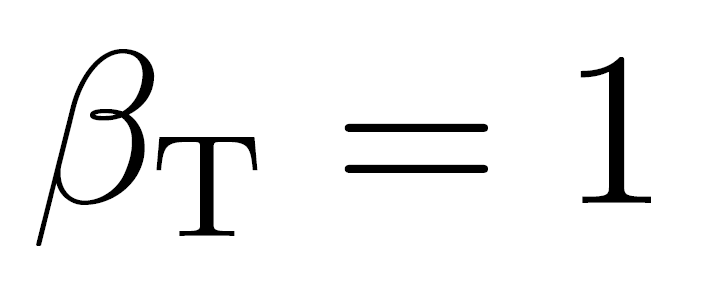 β_T = 1